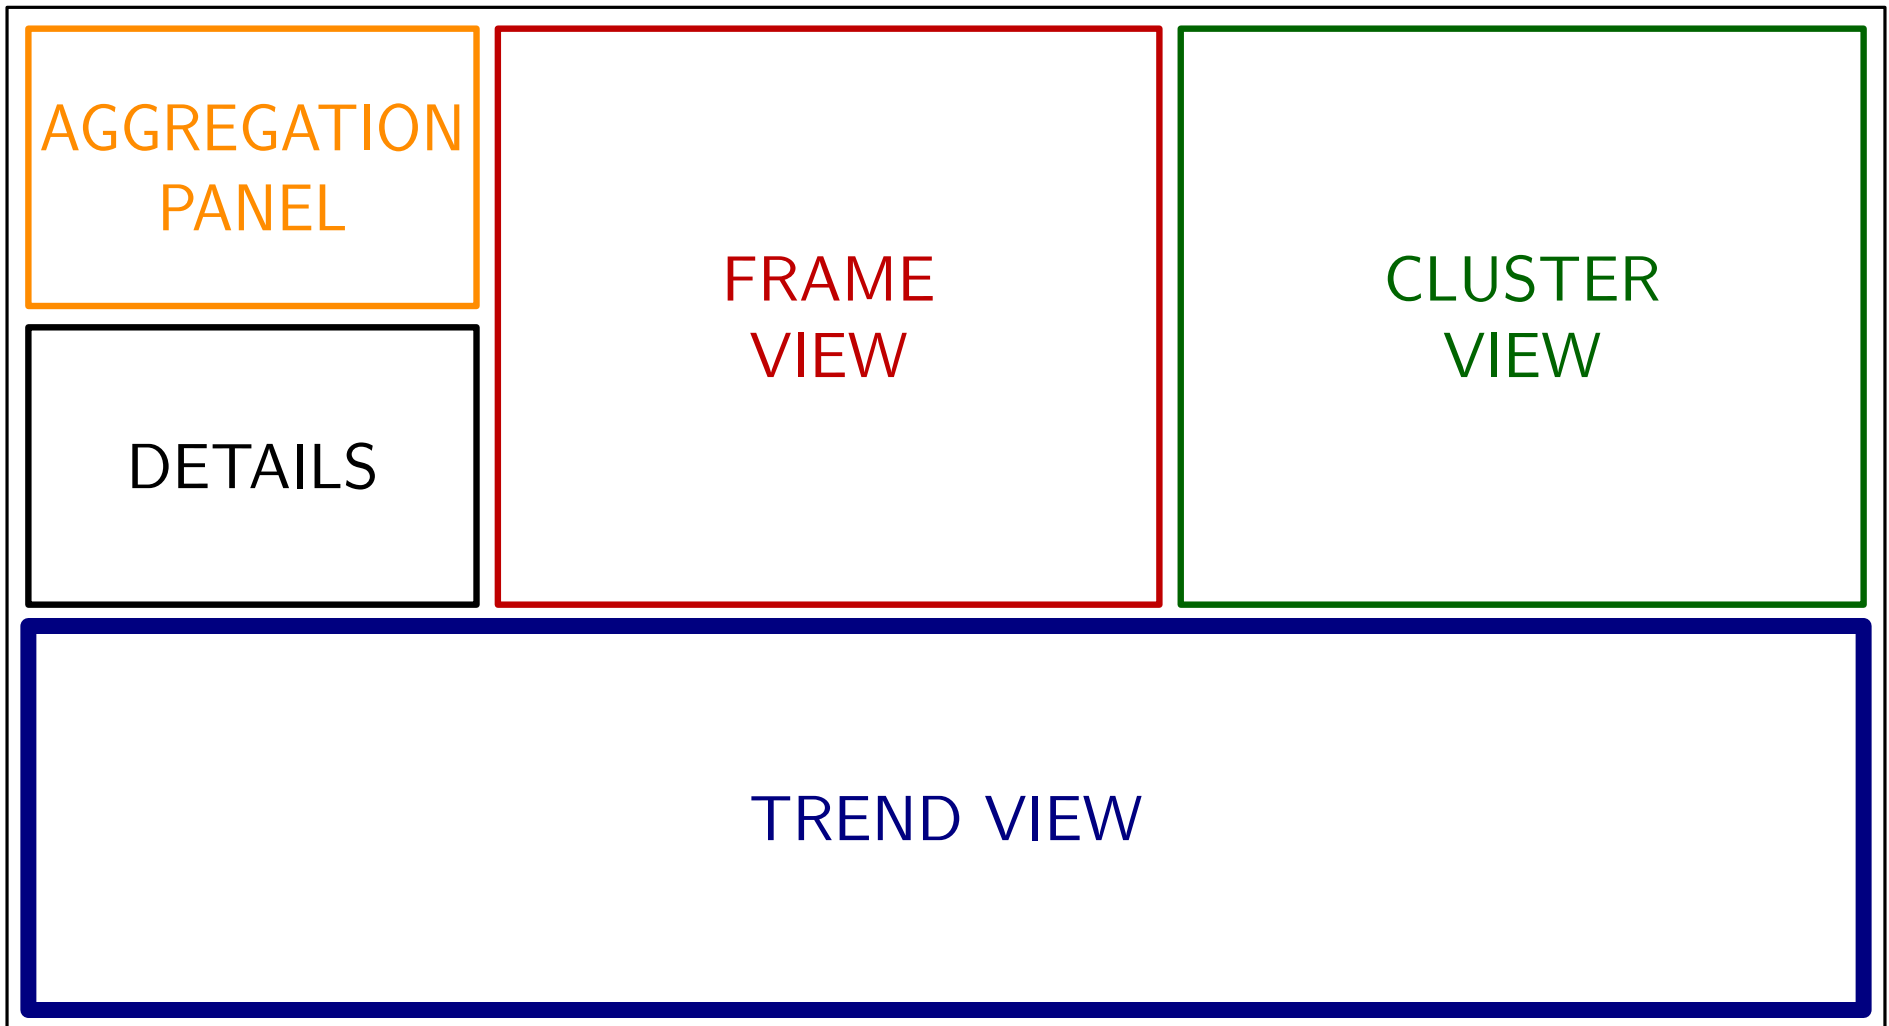 AGGREGATION
PANEL
DETAILS
FRAME
VIEW
CLUSTER
VIEW
TREND VIEW